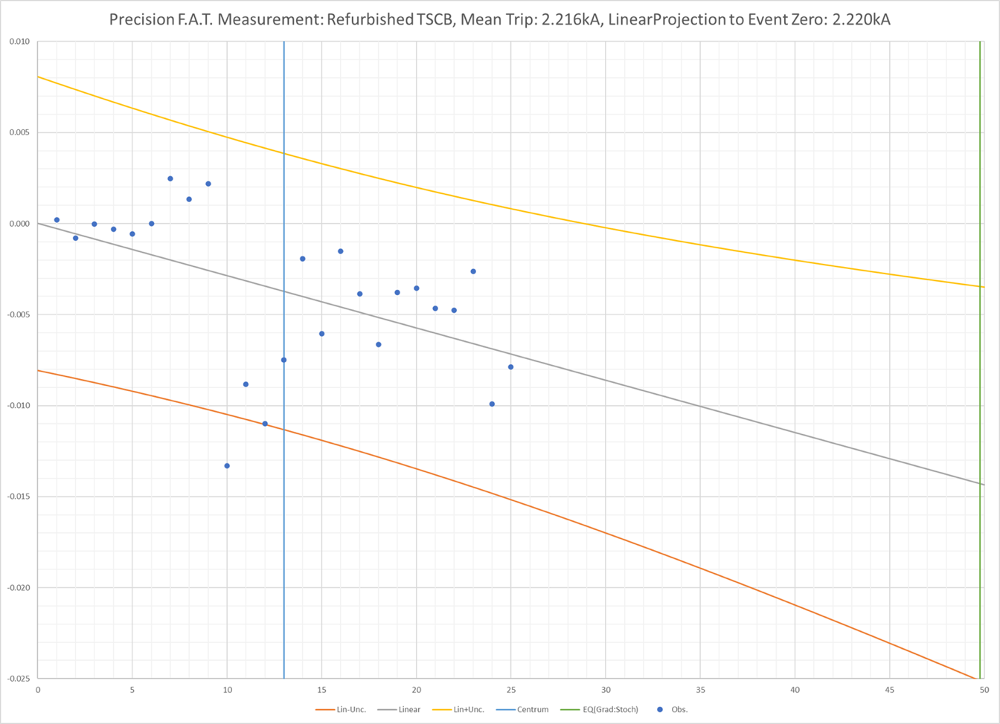 Precision F.A.T. Measurement: Refurbished TSCB, Mean Trip: 2.216kA, LinearProjection to Event Zero: 2.220kA
0.010
0.005
0.000
-0.005
-0.010
-0.015
-0.020
-0.025
0 5 10 15 20 25 30 35 40 45 50
Lin-Unc. Linear Lin+Unc. Centrum EQ(Grad:Stoch) Obs.